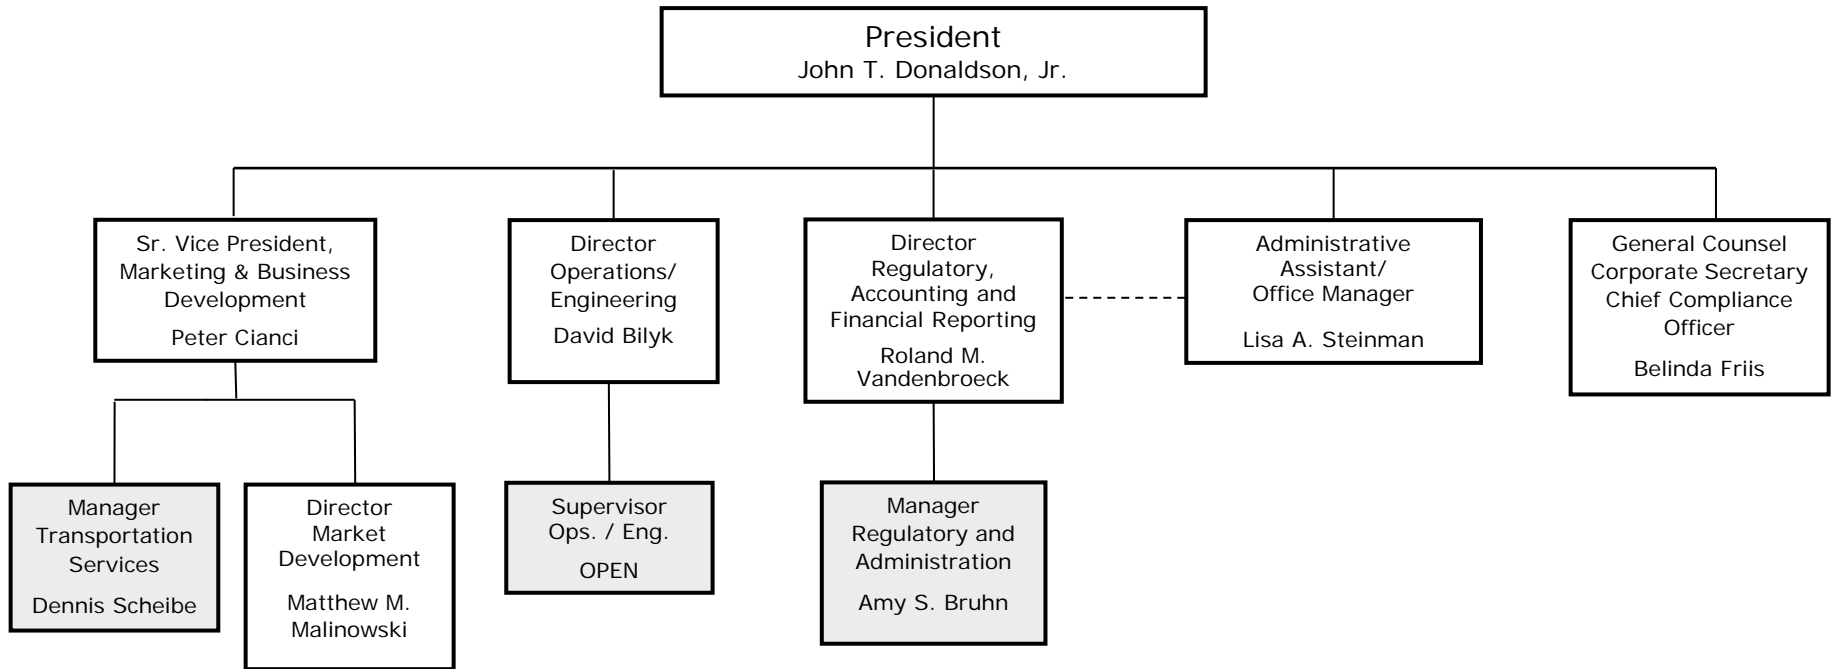 President
John T. Donaldson, Jr.
Sr. Vice President,
Marketing & Business
Development
Peter Cianci
Director
Operations/
Engineering
David Bilyk
Director
Regulatory,
Accounting and
Financial Reporting
Roland M.
Vandenbroeck
Administrative
Assistant/
Office Manager
Lisa A. Steinman
General Counsel
Corporate Secretary
Chief Compliance
Officer
Belinda Friis
Manager
Transportation
Services
Dennis Scheibe
Director
Market
Development
Matthew M.
Malinowski
Supervisor
Ops. / Eng.
OPEN
Manager
Regulatory and
Administration
Amy S. Bruhn